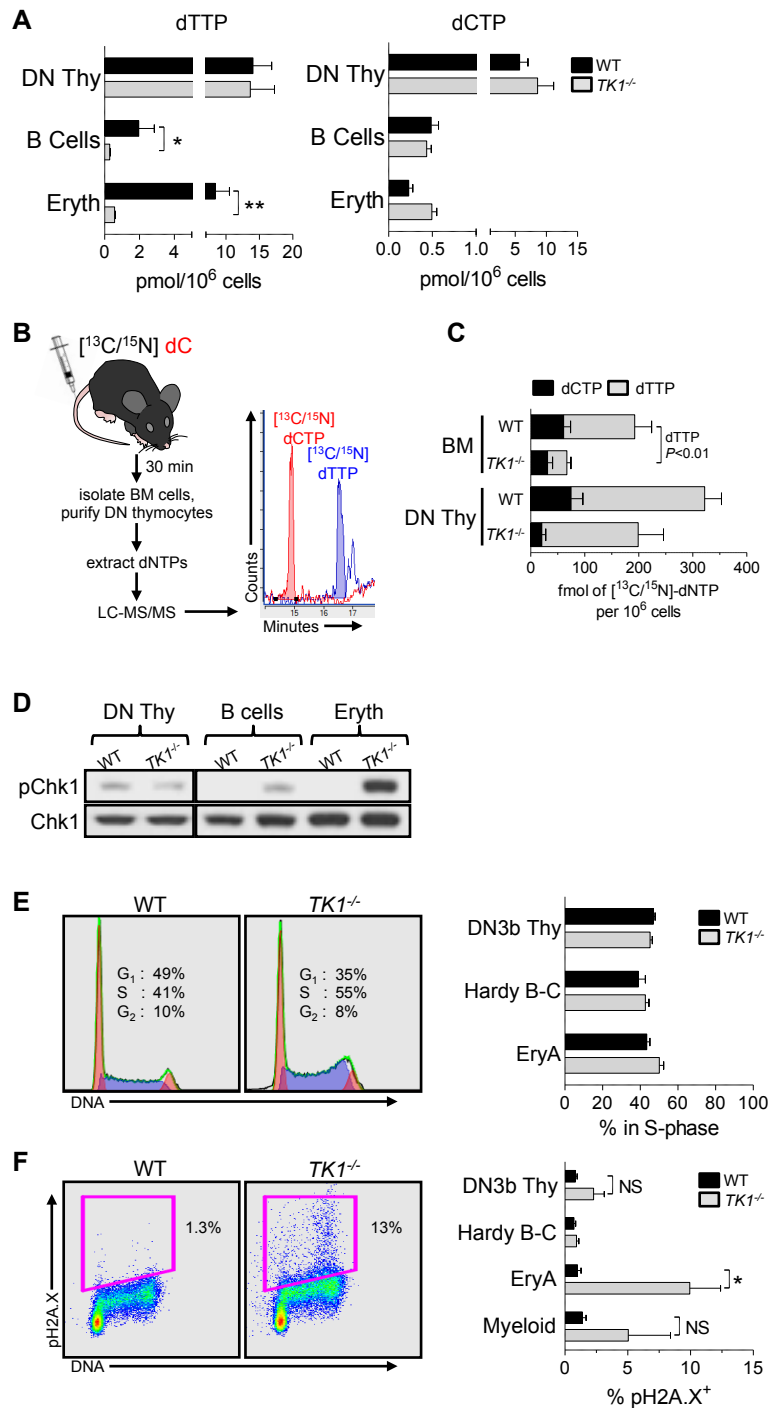 A
dTTP
dCTP
DN Thy
B Cells
Eryth
*
**
0 2 4 10 15 20
pmol/10⁶ cells
DN Thy
B Cells
Eryth
WT
TK1⁻/⁻
0.0 0.5 1.0 5 10 15
pmol/10⁶ cells
B
[¹³C/¹⁵N] dC
30 min
isolate BM cells,
purify DN thymocytes
extract dNTPs
LC-MS/MS
[¹³C/¹⁵N]
dCTP
[¹³C/¹⁵N]
dTTP
Counts
14 15 16 17
Minutes
C
dCTP dTTP
BM
WT
TK1⁻/⁻
DN Thy
WT
TK1⁻/⁻
dTTP
P<0.01
0 100 200 300 400
fmol of [¹³C/¹⁵N]-dNTP
per 10⁶ cells
D
DN Thy B cells Eryth
WT TK1⁻/⁻ WT TK1⁻/⁻ WT TK1⁻/⁻
pChk1
Chk1
E
WT
TK1⁻/⁻
G₁ : 49%
S : 41%
G₂ : 10%
G₁ : 35%
S : 55%
G₂ : 8%
DNA
DN3b Thy
Hardy B-C
EryA
WT
TK1⁻/⁻
0 20 40 60 80 100
% in S-phase
F
WT
TK1⁻/⁻
1.3%
13%
pH2A.X
DNA
DN3b Thy
Hardy B-C
EryA
Myeloid
NS
*
NS
WT
TK1⁻/⁻
0 5 10 15
% pH2A.X⁺